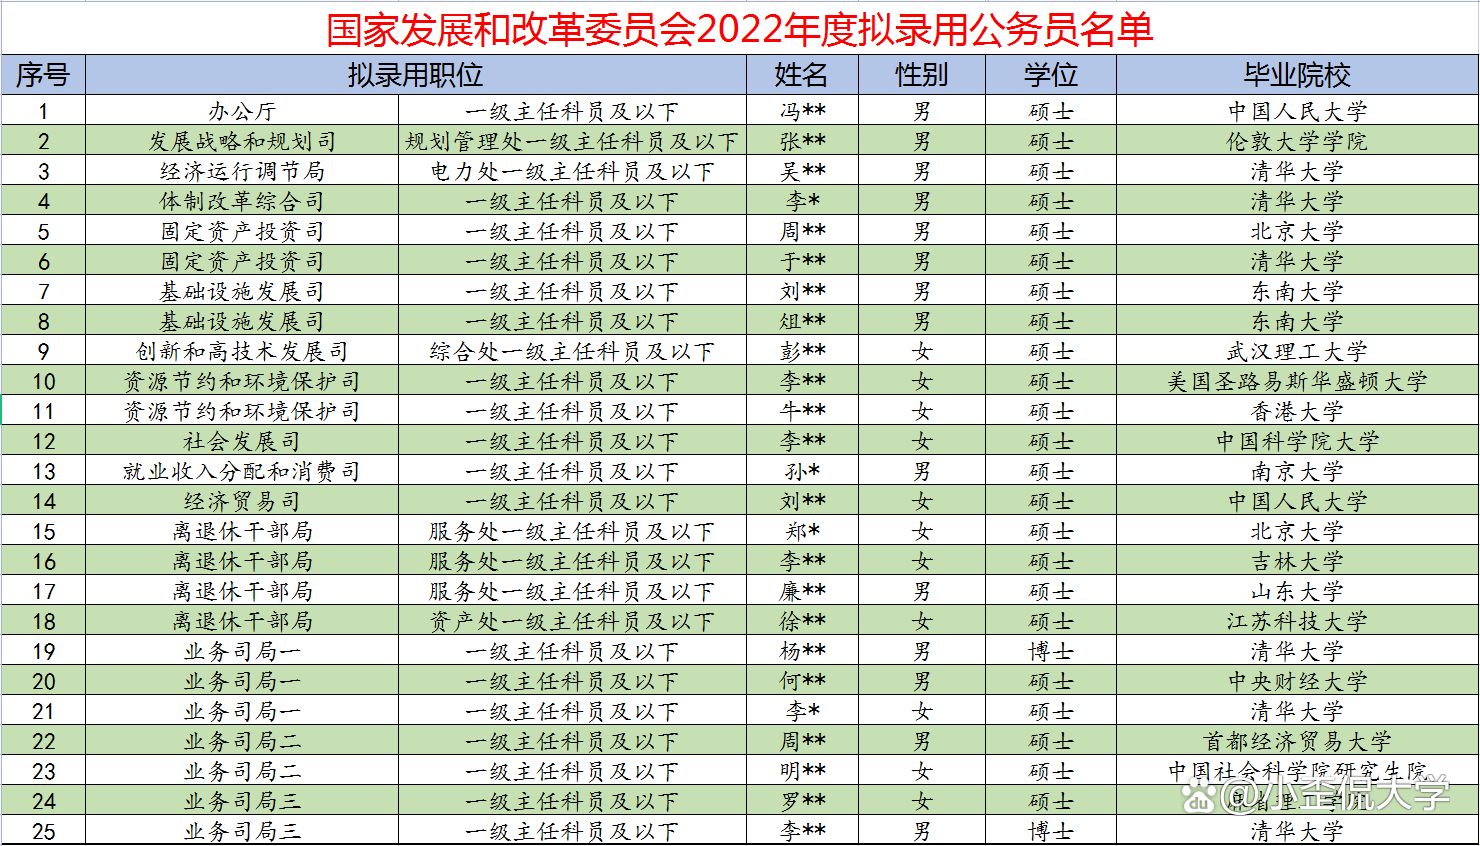 国家发展和改革委员会2022年度拟录用公务员名单
序号 拟录用职位 姓名 性别 学位 毕业院校
1 办公厅 一级主任科员及以下 冯** 男 硕士 中国人民大学
2 发展战略和规划司 规划管理处一级主任科员及以下 张** 男 硕士 伦敦大学学院
3 经济运行调节局 电力处一级主任科员及以下 吴** 男 硕士 清华大学
4 体制改革综合司 一级主任科员及以下 李* 男 硕士 清华大学
5 固定资产投资司 一级主任科员及以下 周** 男 硕士 北京大学
6 固定资产投资司 一级主任科员及以下 于** 男 硕士 清华大学
7 基础设施发展司 一级主任科员及以下 刘** 男 硕士 东南大学
8 基础设施发展司 一级主任科员及以下 俎** 男 硕士 东南大学
9 创新和高技术发展司 综合处一级主任科员及以下 彭** 女 硕士 武汉理工大学
10 资源节约和环境保护司 一级主任科员及以下 李** 女 硕士 美国圣路易斯华盛顿大学
11 资源节约和环境保护司 一级主任科员及以下 牛** 女 硕士 香港大学
12 社会发展司 一级主任科员及以下 李** 女 硕士 中国科学院大学
13 就业收入分配和消费司 一级主任科员及以下 孙* 男 硕士 南京大学
14 经济贸易司 一级主任科员及以下 刘** 女 硕士 中国人民大学
15 离退休干部局 服务处一级主任科员及以下 郑* 女 硕士 北京大学
16 离退休干部局 服务处一级主任科员及以下 李** 女 硕士 吉林大学
17 离退休干部局 服务处一级主任科员及以下 廉** 男 硕士 山东大学
18 离退休干部局 资产处一级主任科员及以下 徐** 女 硕士 江苏科技大学
19 业务司局一 一级主任科员及以下 杨** 男 博士 清华大学
20 业务司局一 一级主任科员及以下 何** 男 硕士 中央财经大学
21 业务司局一 一级主任科员及以下 李* 女 硕士 清华大学
22 业务司局二 一级主任科员及以下 周** 男 硕士 首都经济贸易大学
23 业务司局二 一级主任科员及以下 明** 女 硕士 中国社会科学院研究生院
24 业务司局三 一级主任科员及以下 罗** 女 硕士 麻省理工学院
25 业务司局三 一级主任科员及以下 李** 男 博士 清华大学
du @小歪侃大学